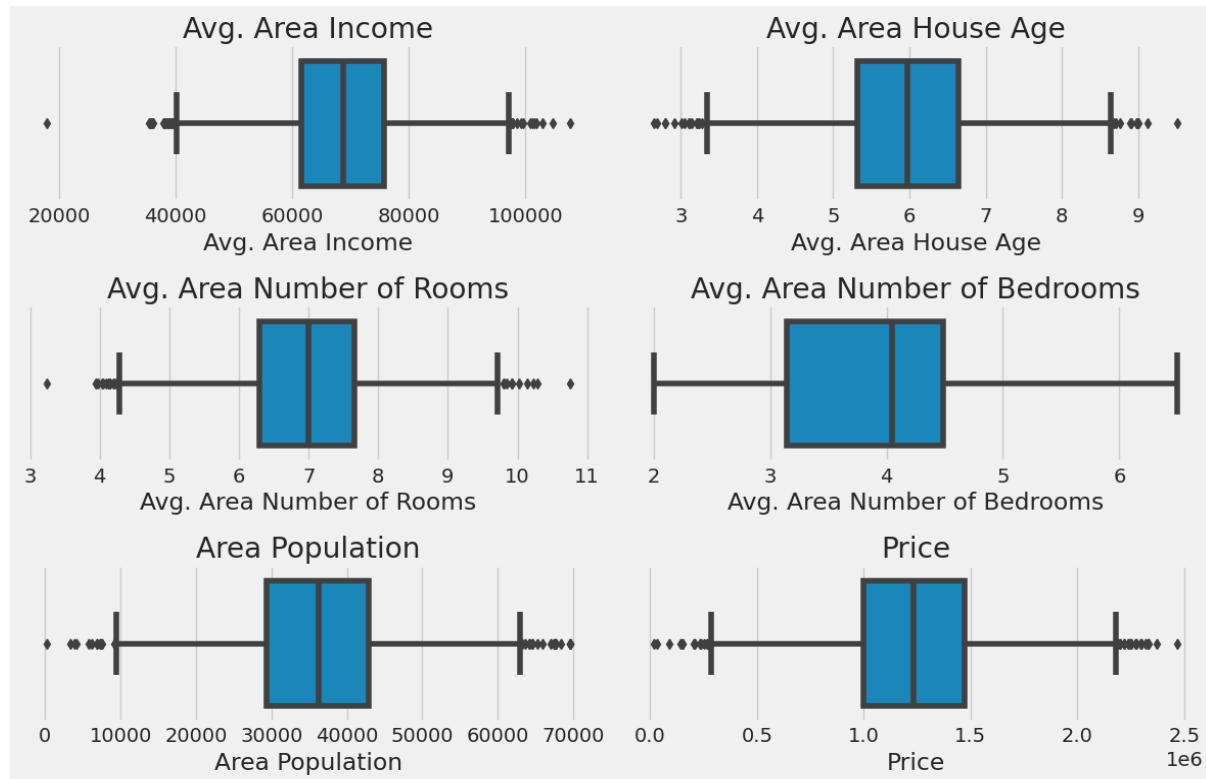 Avg. Area Income
20000 40000 60000 80000 100000
Avg. Area Income
Avg. Area House Age
3 4 5 6 7 8 9
Avg. Area House Age
Avg. Area Number of Rooms
3 4 5 6 7 8 9 10 11
Avg. Area Number of Rooms
Avg. Area Number of Bedrooms
2 3 4 5 6
Avg. Area Number of Bedrooms
Area Population
0 10000 20000 30000 40000 50000 60000 70000
Area Population
Price
0.0 0.5 1.0 1.5 2.0 2.5
1e6
Price